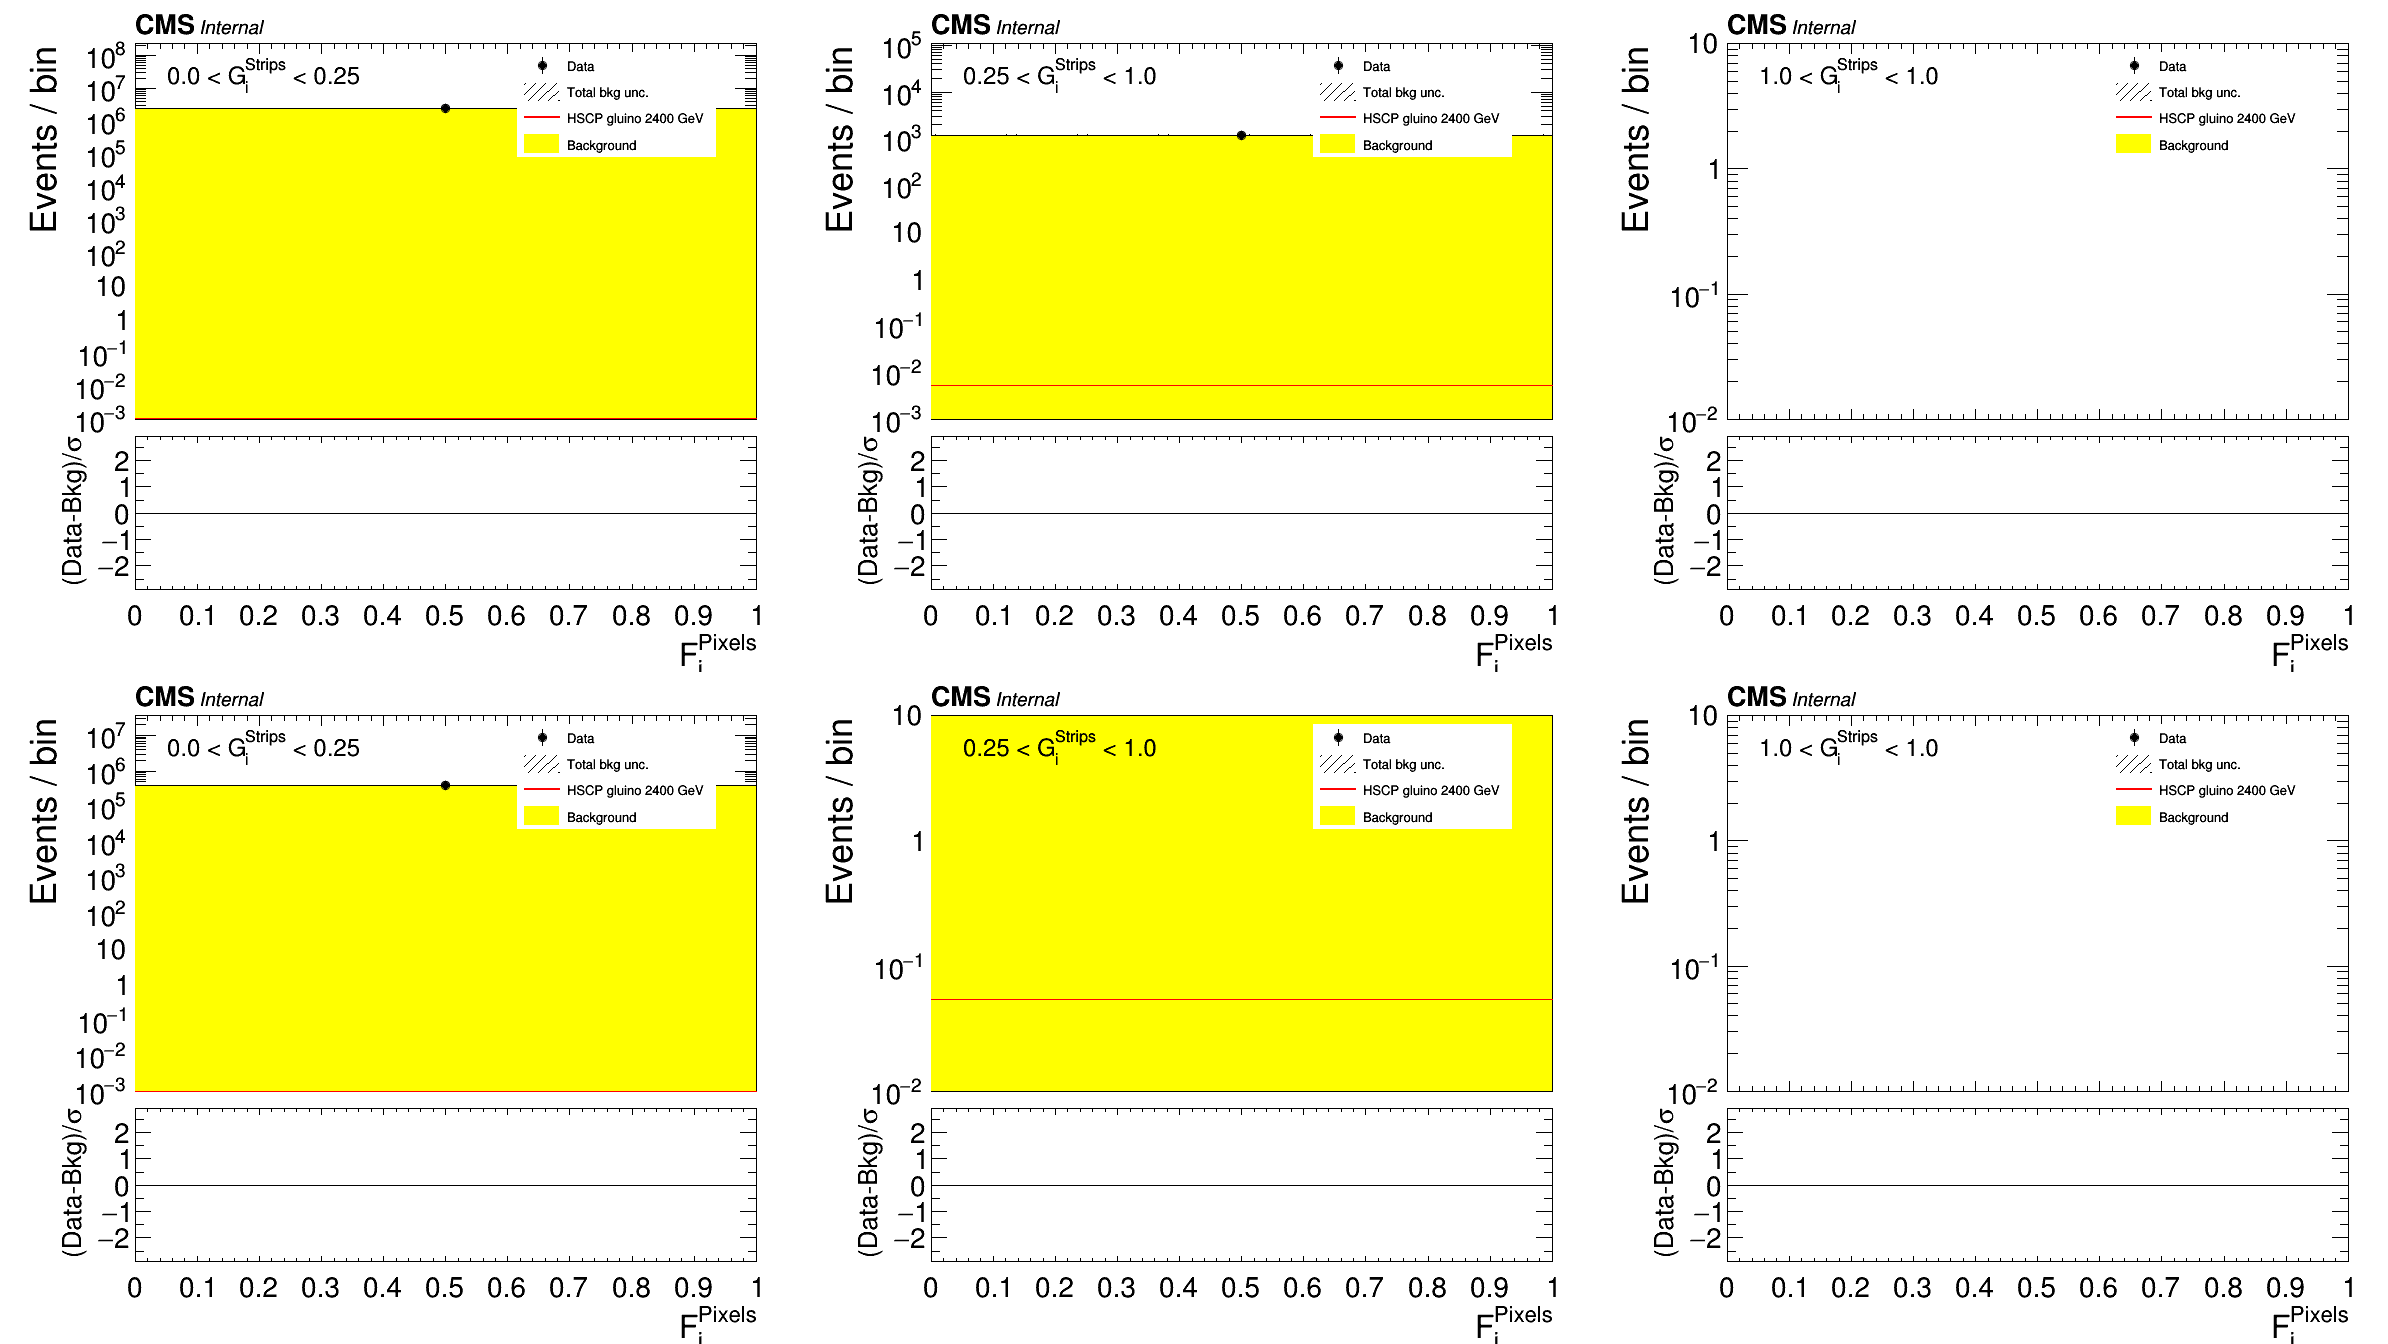 CMS Internal
Events / bin
10^8
10^7
10^6
10^5
10^4
10^3
10^2
10
1
10^−1
10^−2
10^−3
0.0 < G_i^Strips < 0.25
Data
Total bkg unc.
HSCP gluino 2400 GeV
Background
(Data-Bkg)/σ
2
1
0
−1
−2
0 0.1 0.2 0.3 0.4 0.5 0.6 0.7 0.8 0.9 1
F_i^Pixels
CMS Internal
Events / bin
10^5
10^4
10^3
10^2
10
1
10^−1
10^−2
10^−3
0.25 < G_i^Strips < 1.0
Data
Total bkg unc.
HSCP gluino 2400 GeV
Background
(Data-Bkg)/σ
2
1
0
−1
−2
0 0.1 0.2 0.3 0.4 0.5 0.6 0.7 0.8 0.9 1
F_i^Pixels
CMS Internal
Events / bin
10
1
10^−1
10^−2
1.0 < G_i^Strips < 1.0
Data
Total bkg unc.
HSCP gluino 2400 GeV
Background
(Data-Bkg)/σ
2
1
0
−1
−2
0 0.1 0.2 0.3 0.4 0.5 0.6 0.7 0.8 0.9 1
F_i^Pixels
CMS Internal
Events / bin
10^7
10^6
10^5
10^4
10^3
10^2
10
1
10^−1
10^−2
10^−3
0.0 < G_i^Strips < 0.25
Data
Total bkg unc.
HSCP gluino 2400 GeV
Background
(Data-Bkg)/σ
2
1
0
−1
−2
0 0.1 0.2 0.3 0.4 0.5 0.6 0.7 0.8 0.9 1
F_i^Pixels
CMS Internal
Events / bin
10
1
10^−1
10^−2
0.25 < G_i^Strips < 1.0
Data
Total bkg unc.
HSCP gluino 2400 GeV
Background
(Data-Bkg)/σ
2
1
0
−1
−2
0 0.1 0.2 0.3 0.4 0.5 0.6 0.7 0.8 0.9 1
F_i^Pixels
CMS Internal
Events / bin
10
1
10^−1
10^−2
1.0 < G_i^Strips < 1.0
Data
Total bkg unc.
HSCP gluino 2400 GeV
Background
(Data-Bkg)/σ
2
1
0
−1
−2
0 0.1 0.2 0.3 0.4 0.5 0.6 0.7 0.8 0.9 1
F_i^Pixels